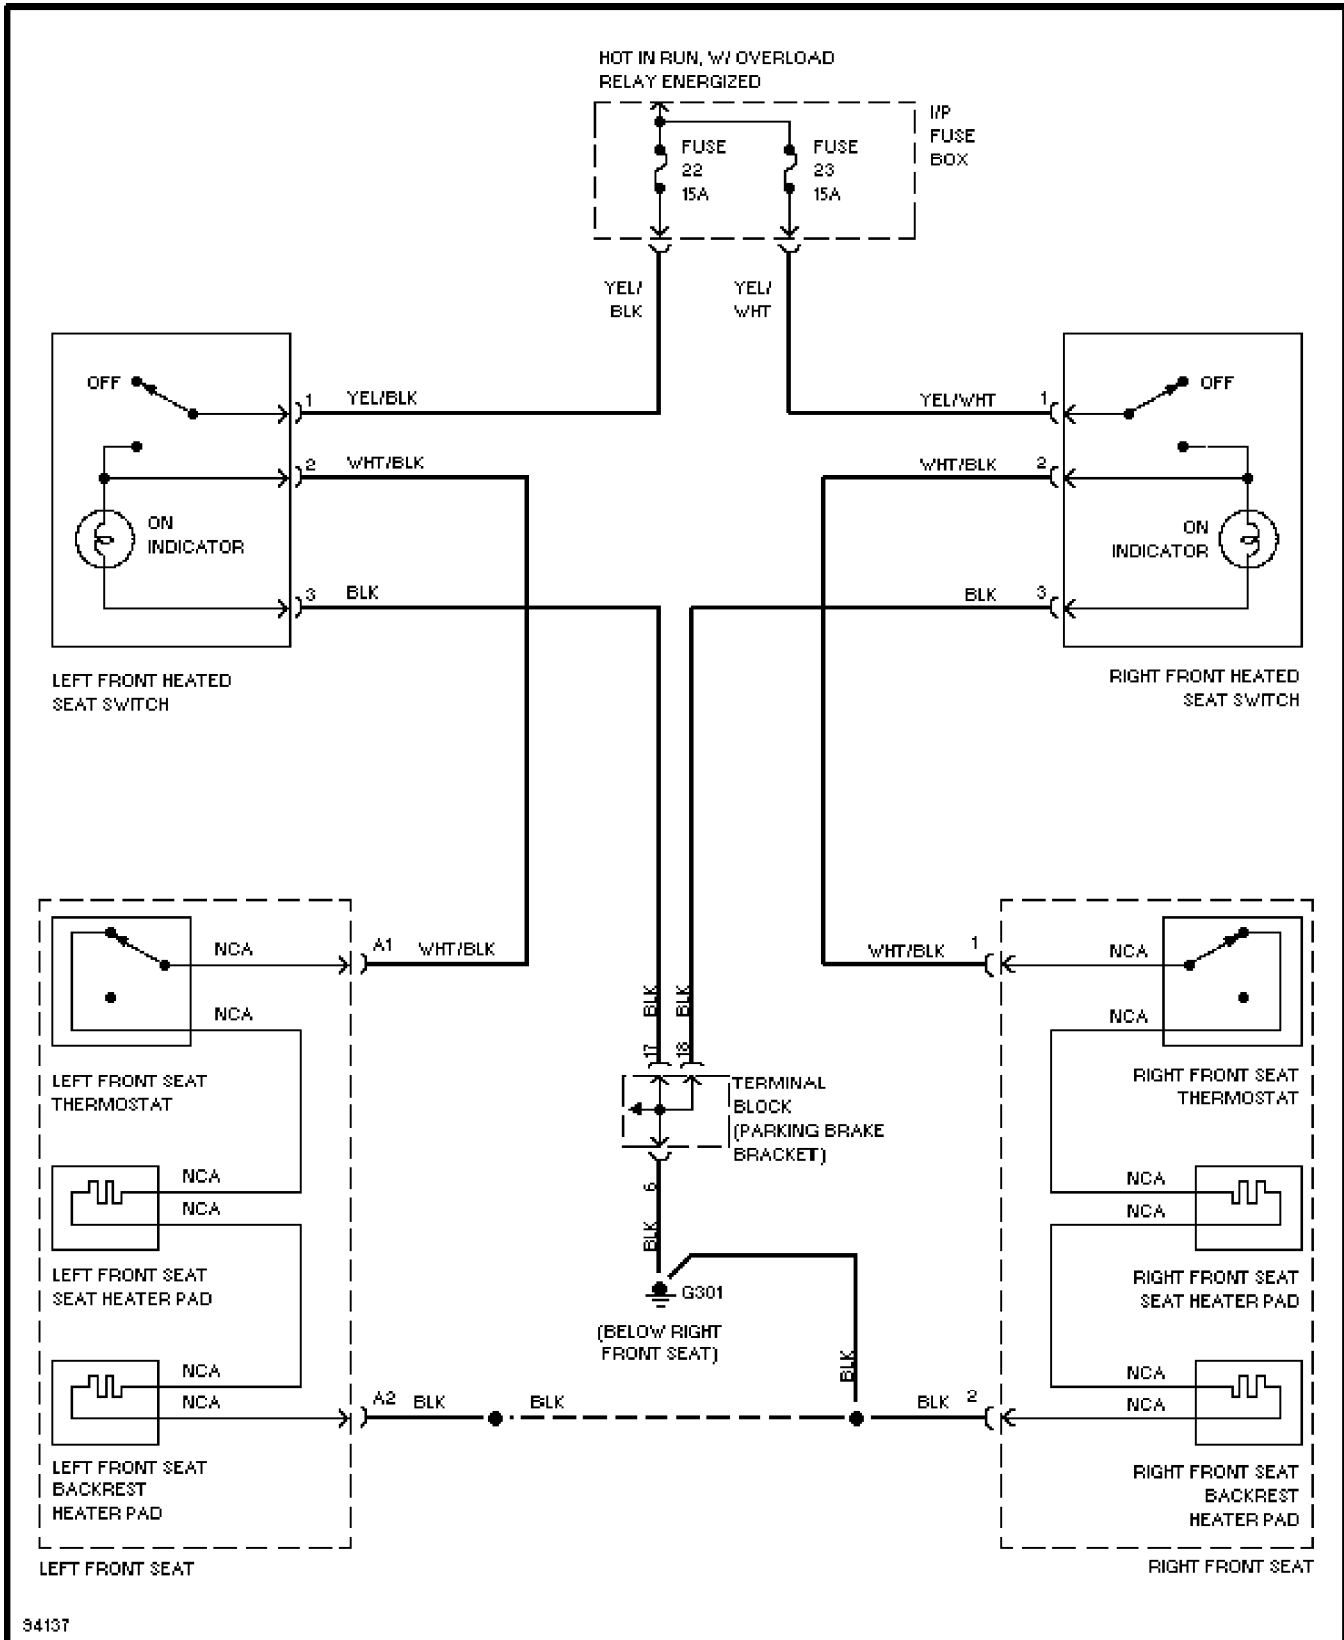 HOT IN RUN, W/ OVERLOAD
RELAY ENERGIZED
I/P
FUSE
BOX
FUSE
22
15A
FUSE
23
15A
YEL/
BLK
YEL/
WHT
OFF
1
YEL/BLK
YEL/WHT
1
OFF
2
WHT/BLK
WHT/BLK
2
ON
INDICATOR
ON
INDICATOR
3
BLK
BLK
3
LEFT FRONT HEATED
SEAT SWITCH
RIGHT FRONT HEATED
SEAT SWITCH
NCA
A1
WHT/BLK
WHT/BLK
1
NCA
NCA
NCA
BLK
BLK
17
18
LEFT FRONT SEAT
THERMOSTAT
TERMINAL
BLOCK
(PARKING BRAKE
BRACKET)
RIGHT FRONT SEAT
THERMOSTAT
NCA
NCA
NCA
NCA
6
BLK
LEFT FRONT SEAT
SEAT HEATER PAD
G301
RIGHT FRONT SEAT
SEAT HEATER PAD
(BELOW RIGHT
FRONT SEAT)
BLK
NCA
NCA
NCA
NCA
A2
BLK
BLK
BLK
2
LEFT FRONT SEAT
BACKREST
HEATER PAD
RIGHT FRONT SEAT
BACKREST
HEATER PAD
LEFT FRONT SEAT
RIGHT FRONT SEAT
94137